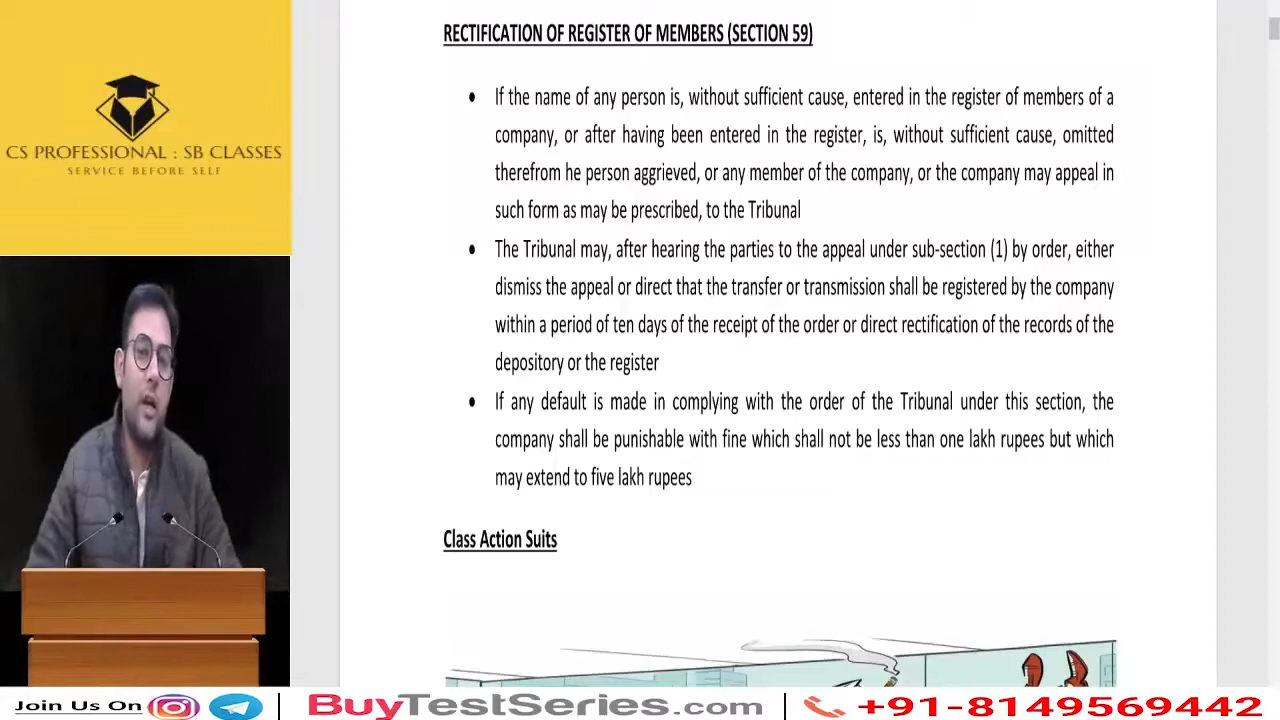 RECTIFICATION OF REGISTER OF MEMBERS (SECTION 59)
• If the name of any person is, without sufficient cause, entered in the register of members of a
company, or after having been entered in the register, is, without sufficient cause, omitted
therefrom he person aggrieved, or any member of the company, or the company may appeal in
such form as may be prescribed, to the Tribunal
• The Tribunal may, after hearing the parties to the appeal under sub-section (1) by order, either
dismiss the appeal or direct that the transfer or transmission shall be registered by the company
within a period of ten days of the receipt of the order or direct rectification of the records of the
depository or the register
• If any default is made in complying with the order of the Tribunal under this section, the
company shall be punishable with fine which shall not be less than one lakh rupees but which
may extend to five lakh rupees
Class Action Suits
CS PROFESSIONAL : SB CLASSES
SERVICE BEFORE SELF
Join Us On
BuyTestSeries.com
+91-8149569442